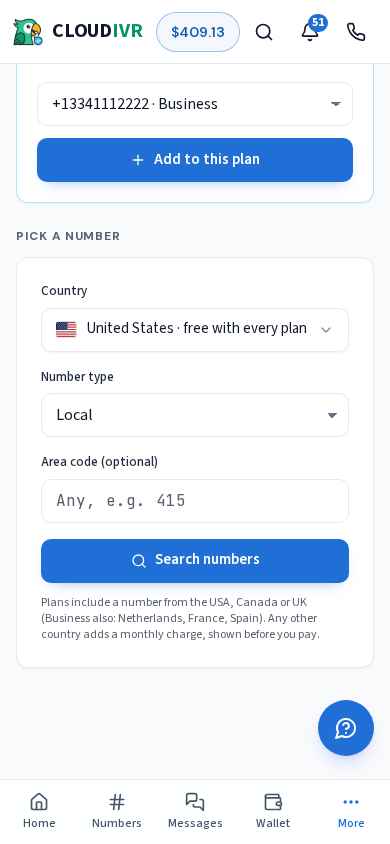 CLOUDIVR
$409.13
51
+13341112222 · Business
Add to this plan
PICK A NUMBER
Country
United States · free with every plan
Number type
Local
Area code (optional)
Any, e.g. 415
Search numbers
Plans include a number from the USA, Canada or UK
(Business also: Netherlands, France, Spain). Any other
country adds a monthly charge, shown before you pay.
Home
Numbers
Messages
Wallet
More